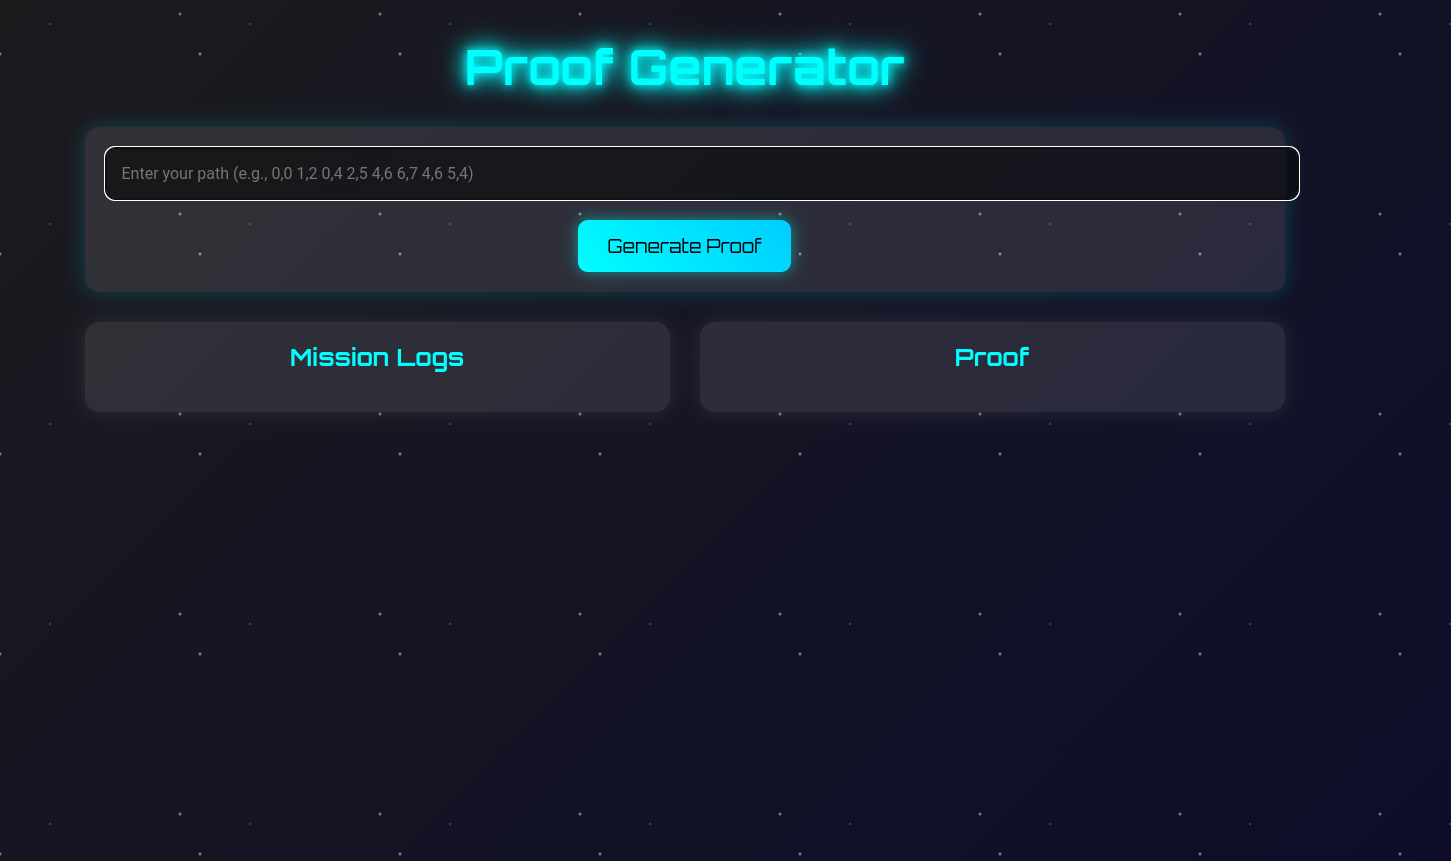 Proof Generator
Enter your path (e.g., 0,0 1,2 0,4 2,5 4,6 6,7 4,6 5,4)
Generate Proof
Mission Logs
Proof